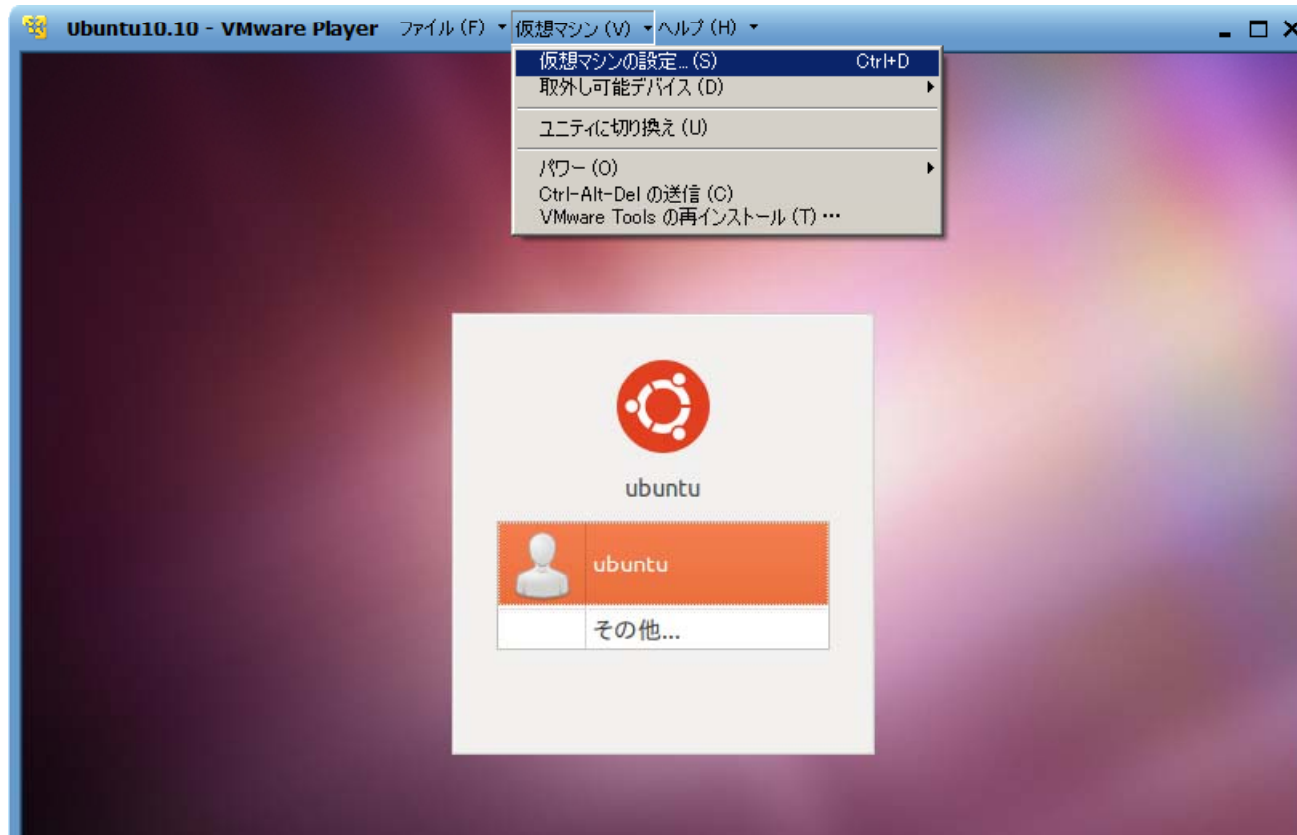 Ubuntu10.10 - VMware Player ファイル(F) 仮想マシン(V) ヘルプ(H)
仮想マシンの設定...(S) Ctrl+D
取外し可能デバイス(D)
ユニティに切り換え(U)
パワー(O)
Ctrl-Alt-Del の送信(C)
VMware Tools の再インストール(T)…
ubuntu
ubuntu
その他...